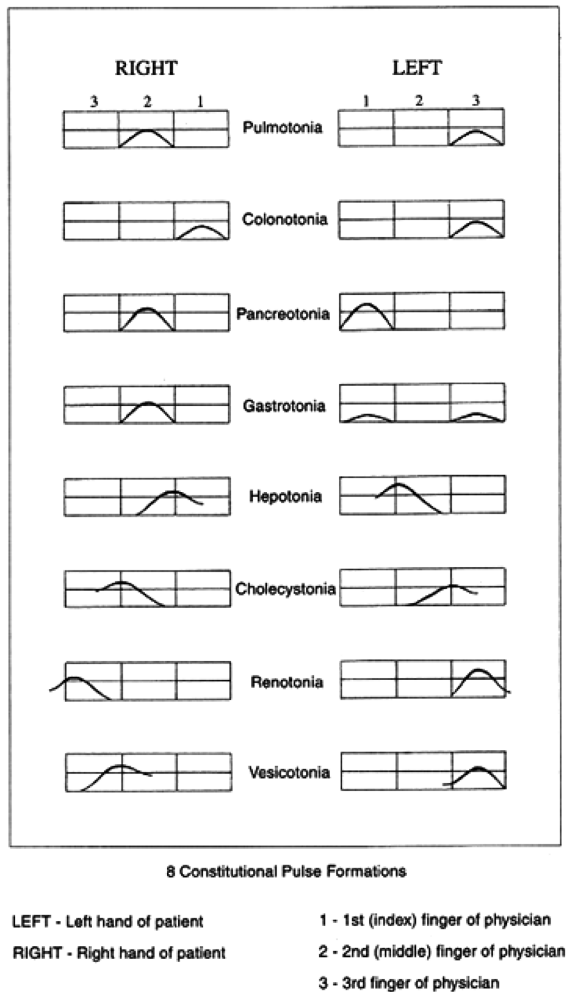 RIGHT LEFT
3 2 1 1 2 3
Pulmotonia
Colonotonia
Pancreotonia
Gastrotonia
Hepotonia
Cholecystonia
Renotonia
Vesicotonia
8 Constitutional Pulse Formations
LEFT - Left hand of patient
RIGHT - Right hand of patient
1 - 1st (index) finger of physician
2 - 2nd (middle) finger of physician
3 - 3rd finger of physician